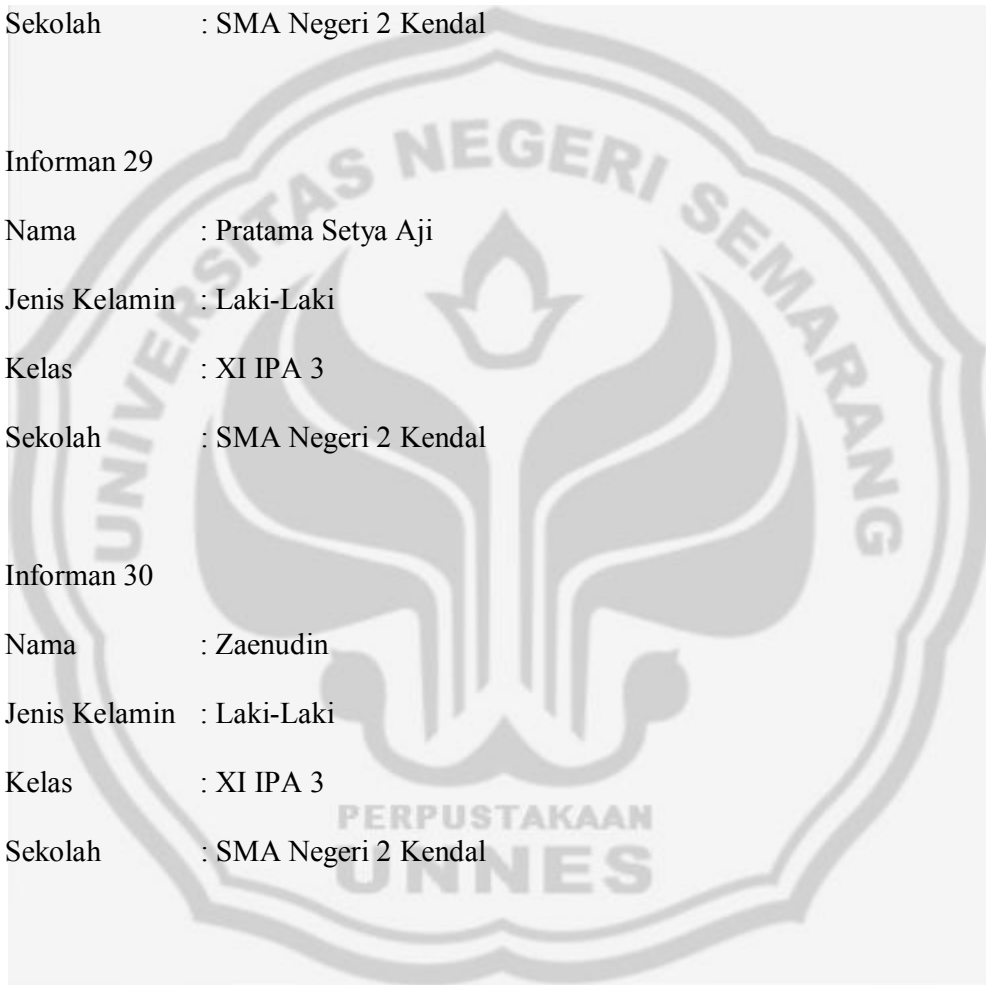 Sekolah : SMA Negeri 2 Kendal
Informan 29
Nama : Pratama Setya Aji
Jenis Kelamin : Laki-Laki
Kelas : XI IPA 3
Sekolah : SMA Negeri 2 Kendal
Informan 30
Nama : Zaenudin
Jenis Kelamin : Laki-Laki
Kelas : XI IPA 3
Sekolah : SMA Negeri 2 Kendal
UNIVERSITAS NEGERI SEMARANG
PERPUSTAKAAN
UNNES